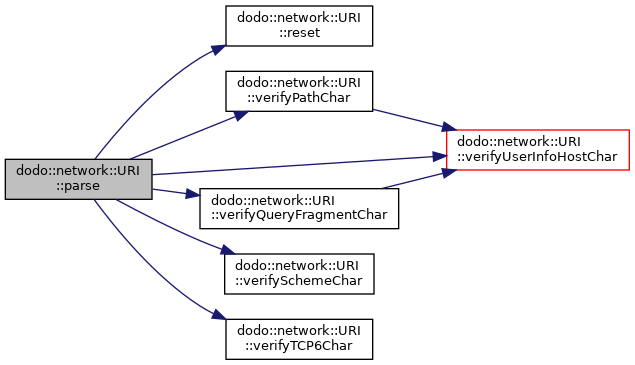 dodo::network::URI
::reset
dodo::network::URI
::verifyPathChar
dodo::network::URI
::verifyUserInfoHostChar
dodo::network::URI
::parse
dodo::network::URI
::verifyQueryFragmentChar
dodo::network::URI
::verifySchemeChar
dodo::network::URI
::verifyTCP6Char